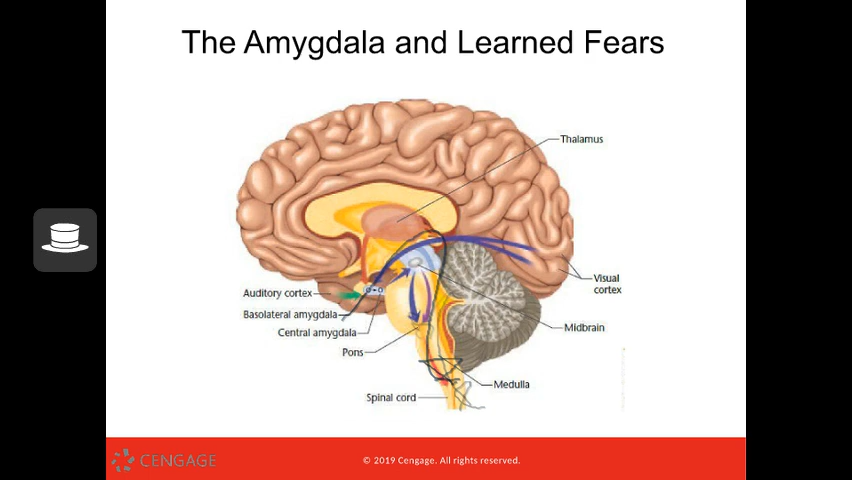 The Amygdala and Learned Fears
Thalamus
Visual
cortex
Auditory cortex
Basolateral amygdala
Central amygdala
Midbrain
Pons
Medulla
Spinal cord
CENGAGE
© 2019 Cengage. All rights reserved.